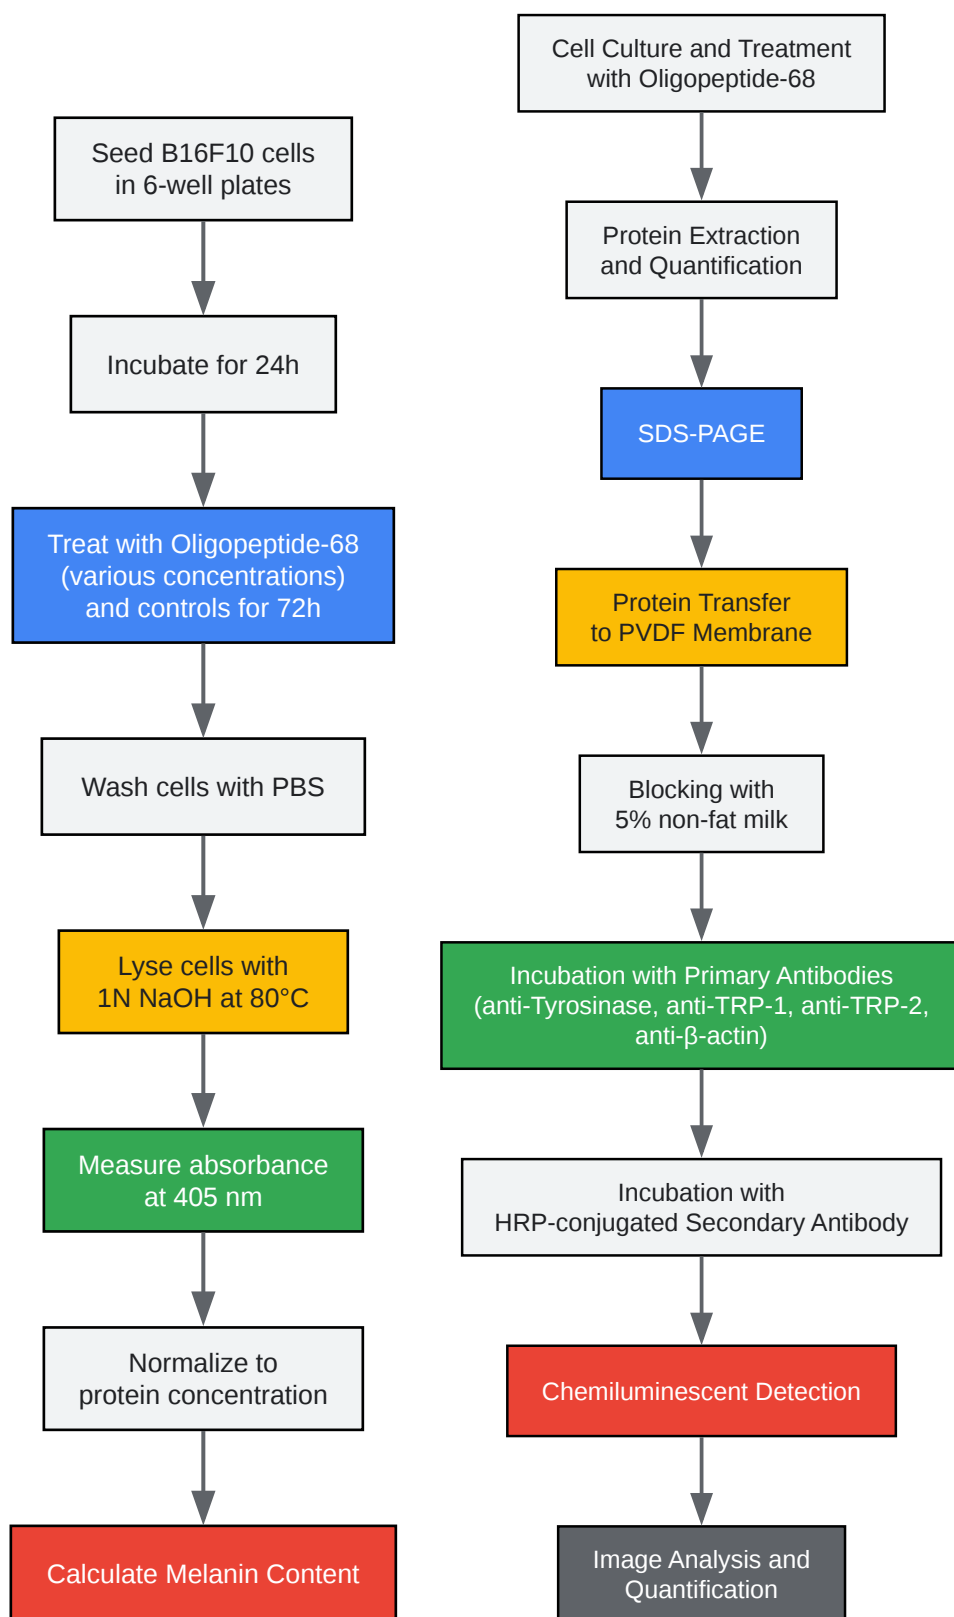 Seed B16F10 cells
in 6-well plates
Incubate for 24h
Treat with Oligopeptide-68
(various concentrations)
and controls for 72h
Wash cells with PBS
Lyse cells with
1N NaOH at 80°C
Measure absorbance
at 405 nm
Normalize to
protein concentration
Calculate Melanin Content
Cell Culture and Treatment
with Oligopeptide-68
Protein Extraction
and Quantification
SDS-PAGE
Protein Transfer
to PVDF Membrane
Blocking with
5% non-fat milk
Incubation with Primary Antibodies
(anti-Tyrosinase, anti-TRP-1, anti-TRP-2,
anti-β-actin)
Incubation with
HRP-conjugated Secondary Antibody
Chemiluminescent Detection
Image Analysis and
Quantification